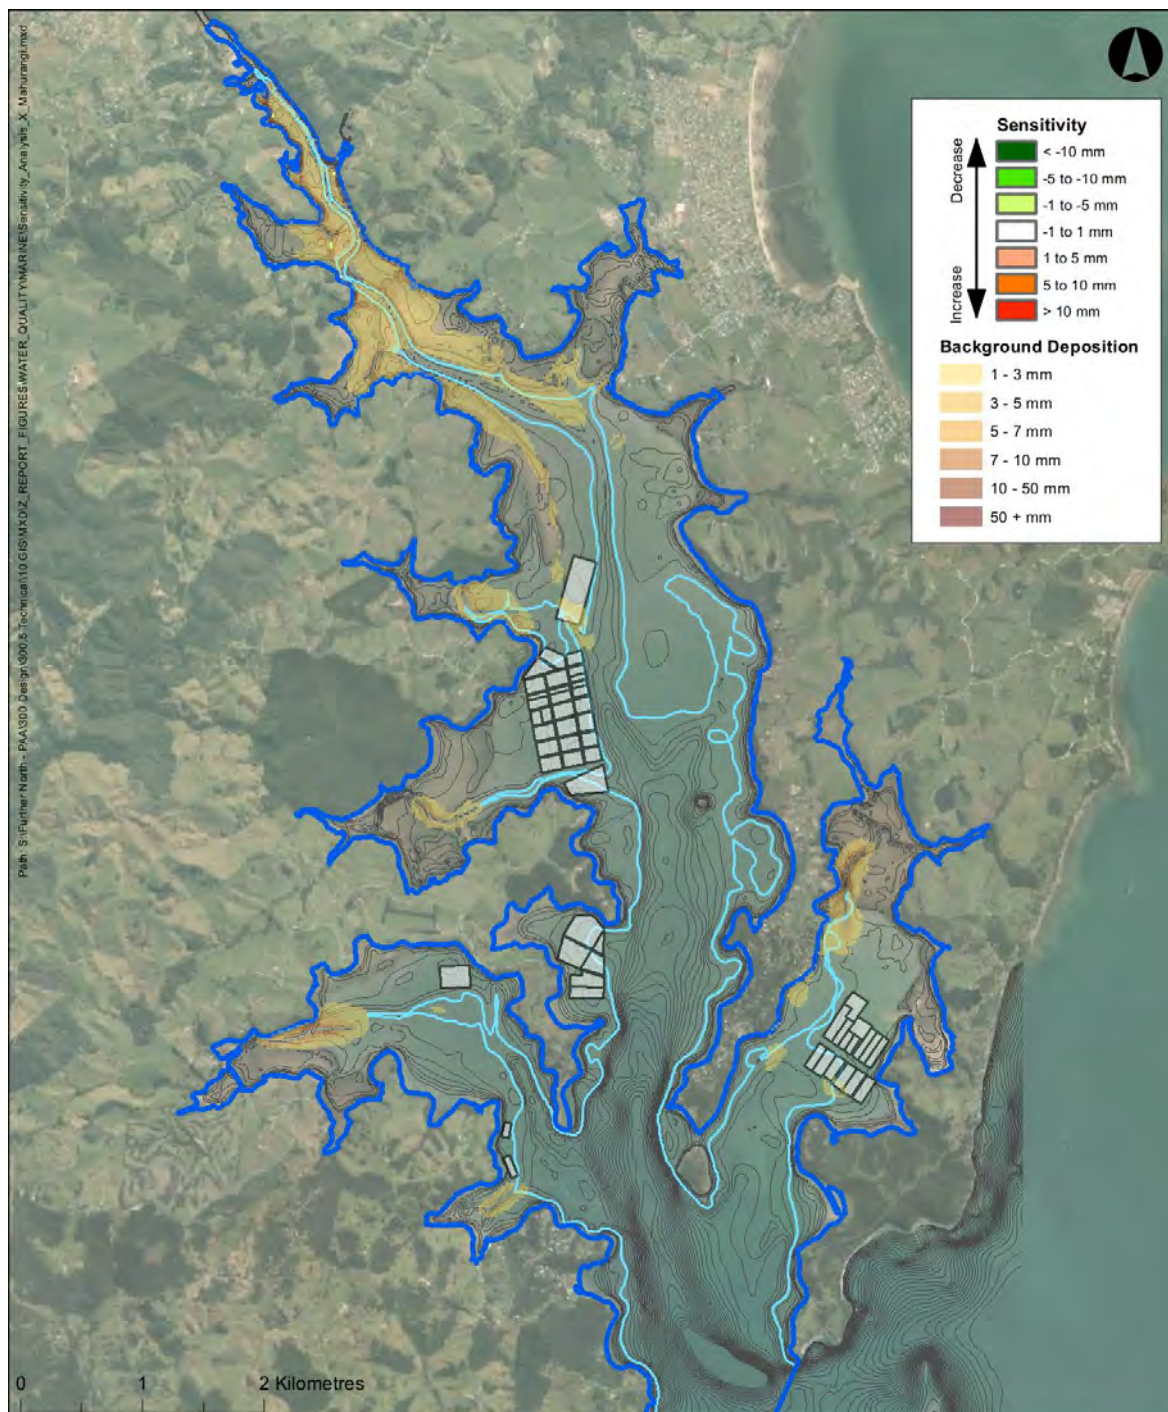 Path: S:\Further North - PAA\300 Design\300.5 Technical\10 GIS\MXD\Z_REPORT_FIGURES\WATER_QUALITY\MARINE\Sensitivity_Analysis_X_Mahurangi.mxd
Sensitivity
Decrease
Increase
< -10 mm
-5 to -10 mm
-1 to -5 mm
-1 to 1 mm
1 to 5 mm
5 to 10 mm
> 10 mm
Background Deposition
1 - 3 mm
3 - 5 mm
5 - 7 mm
7 - 10 mm
10 - 50 mm
50 + mm
0 1 2 Kilometres